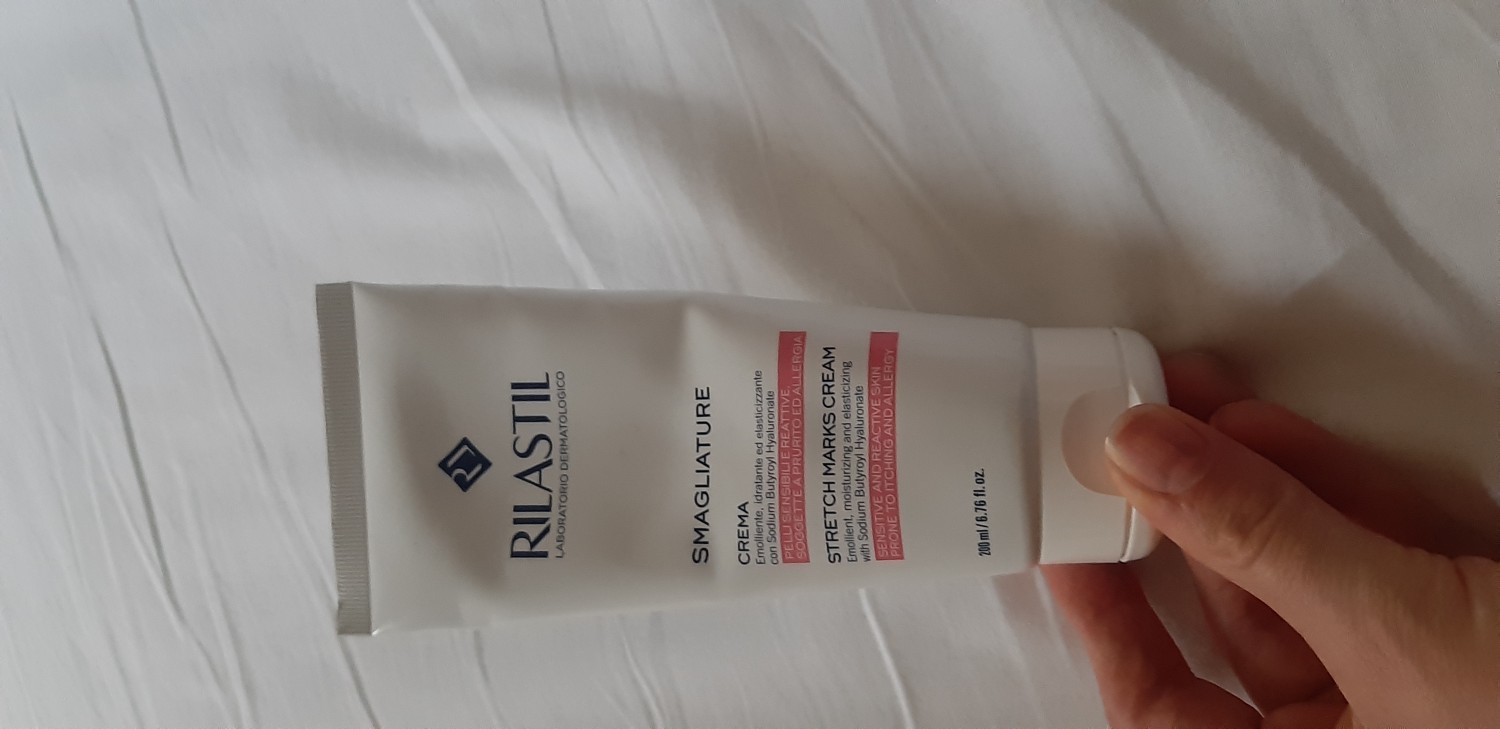 RILASTIL
LABORATORIO DERMATOLOGICO
SMAGLIATURE
CREMA
Emolliente, idratante ed elasticizzante
con Sodium Butyroyl Hyaluronate
PELLI SENSIBILI E REATTIVE,
SOGGETTE A PRURITO ED ALLERGIA
STRETCH MARKS CREAM
Emollient, moisturizing and elasticizing
with Sodium Butyroyl Hyaluronate
SENSITIVE AND REACTIVE SKIN
PRONE TO ITCHING AND ALLERGY
200 ml / 6.76 fl. oz.